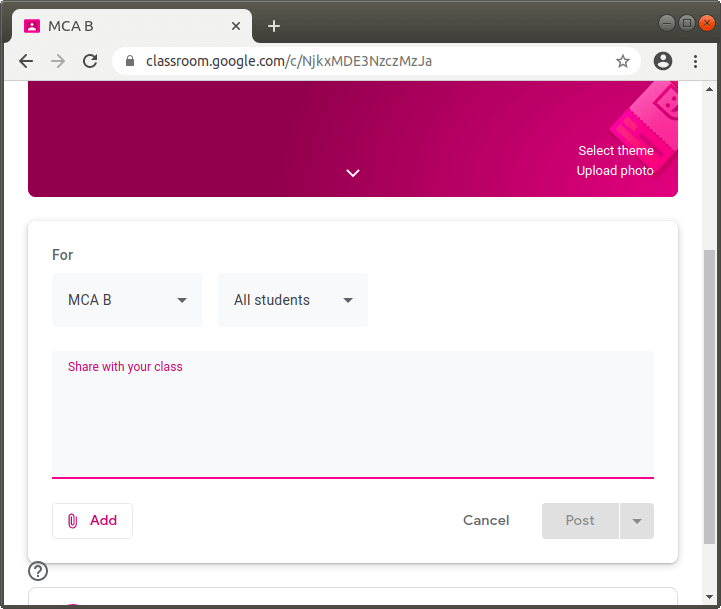 MCA B
classroom.google.com/c/NjkxMDE3NzczMzJa
Select theme
Upload photo
For
MCA B
All students
Share with your class
Add
Cancel
Post